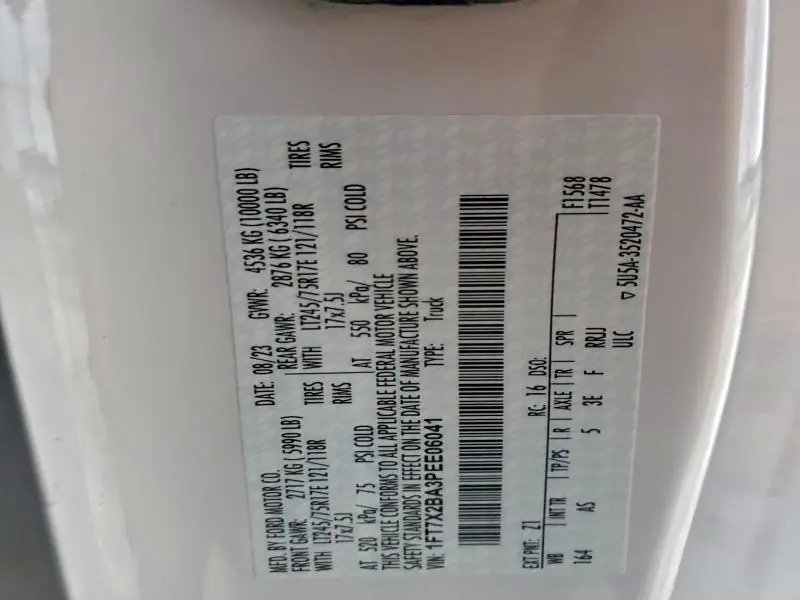 MFD. BY FORD MOTOR CO.
DATE: 08/23 GVWR: 4536 KG (10000 LB)
FRONT GAWR: 2717 KG ( 5990 LB) REAR GAWR: 2876 KG ( 6340 LB)
WITH LT245/75R17E 121/118R TIRES WITH LT245/75R17E 121/118R TIRES
17x7.5J RIMS 17x7.5J RIMS
AT 520 kPa/ 75 PSI COLD AT 550 kPa/ 80 PSI COLD
THIS VEHICLE CONFORMS TO ALL APPLICABLE FEDERAL MOTOR VEHICLE
SAFETY STANDARDS IN EFFECT ON THE DATE OF MANUFACTURE SHOWN ABOVE.
VIN: 1FT7X2BA3PEE06041 TYPE: Truck
EXT PNT: Z1 RC: 16 DSO: F1568
WB INT TR TP/PS R AXLE TR SPR T1478
164 AS 5 3E F RRJJ
ULC ▽ 5U5A-3520472-AA